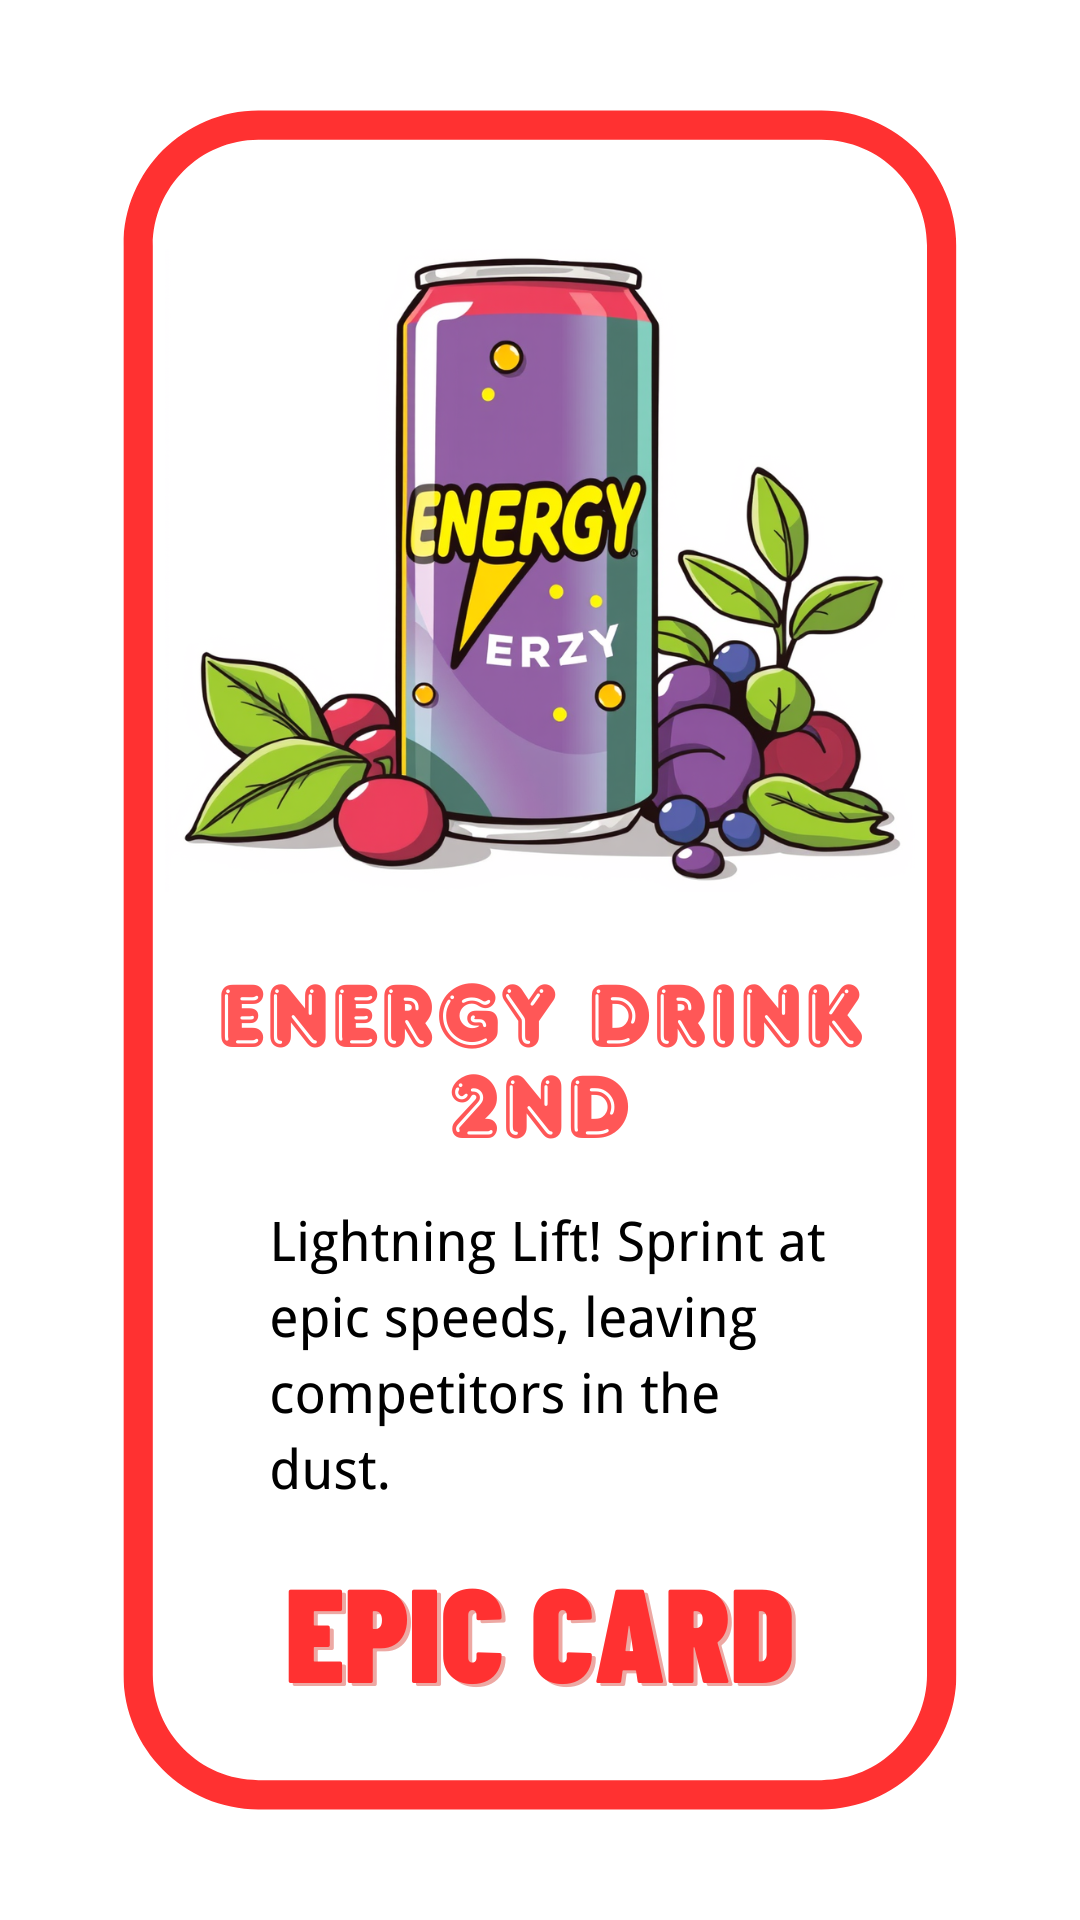 ENERGY
ERZY
ENERGY DRINK
2ND
Lightning Lift! Sprint at
epic speeds, leaving
competitors in the
dust.
EPIC CARD